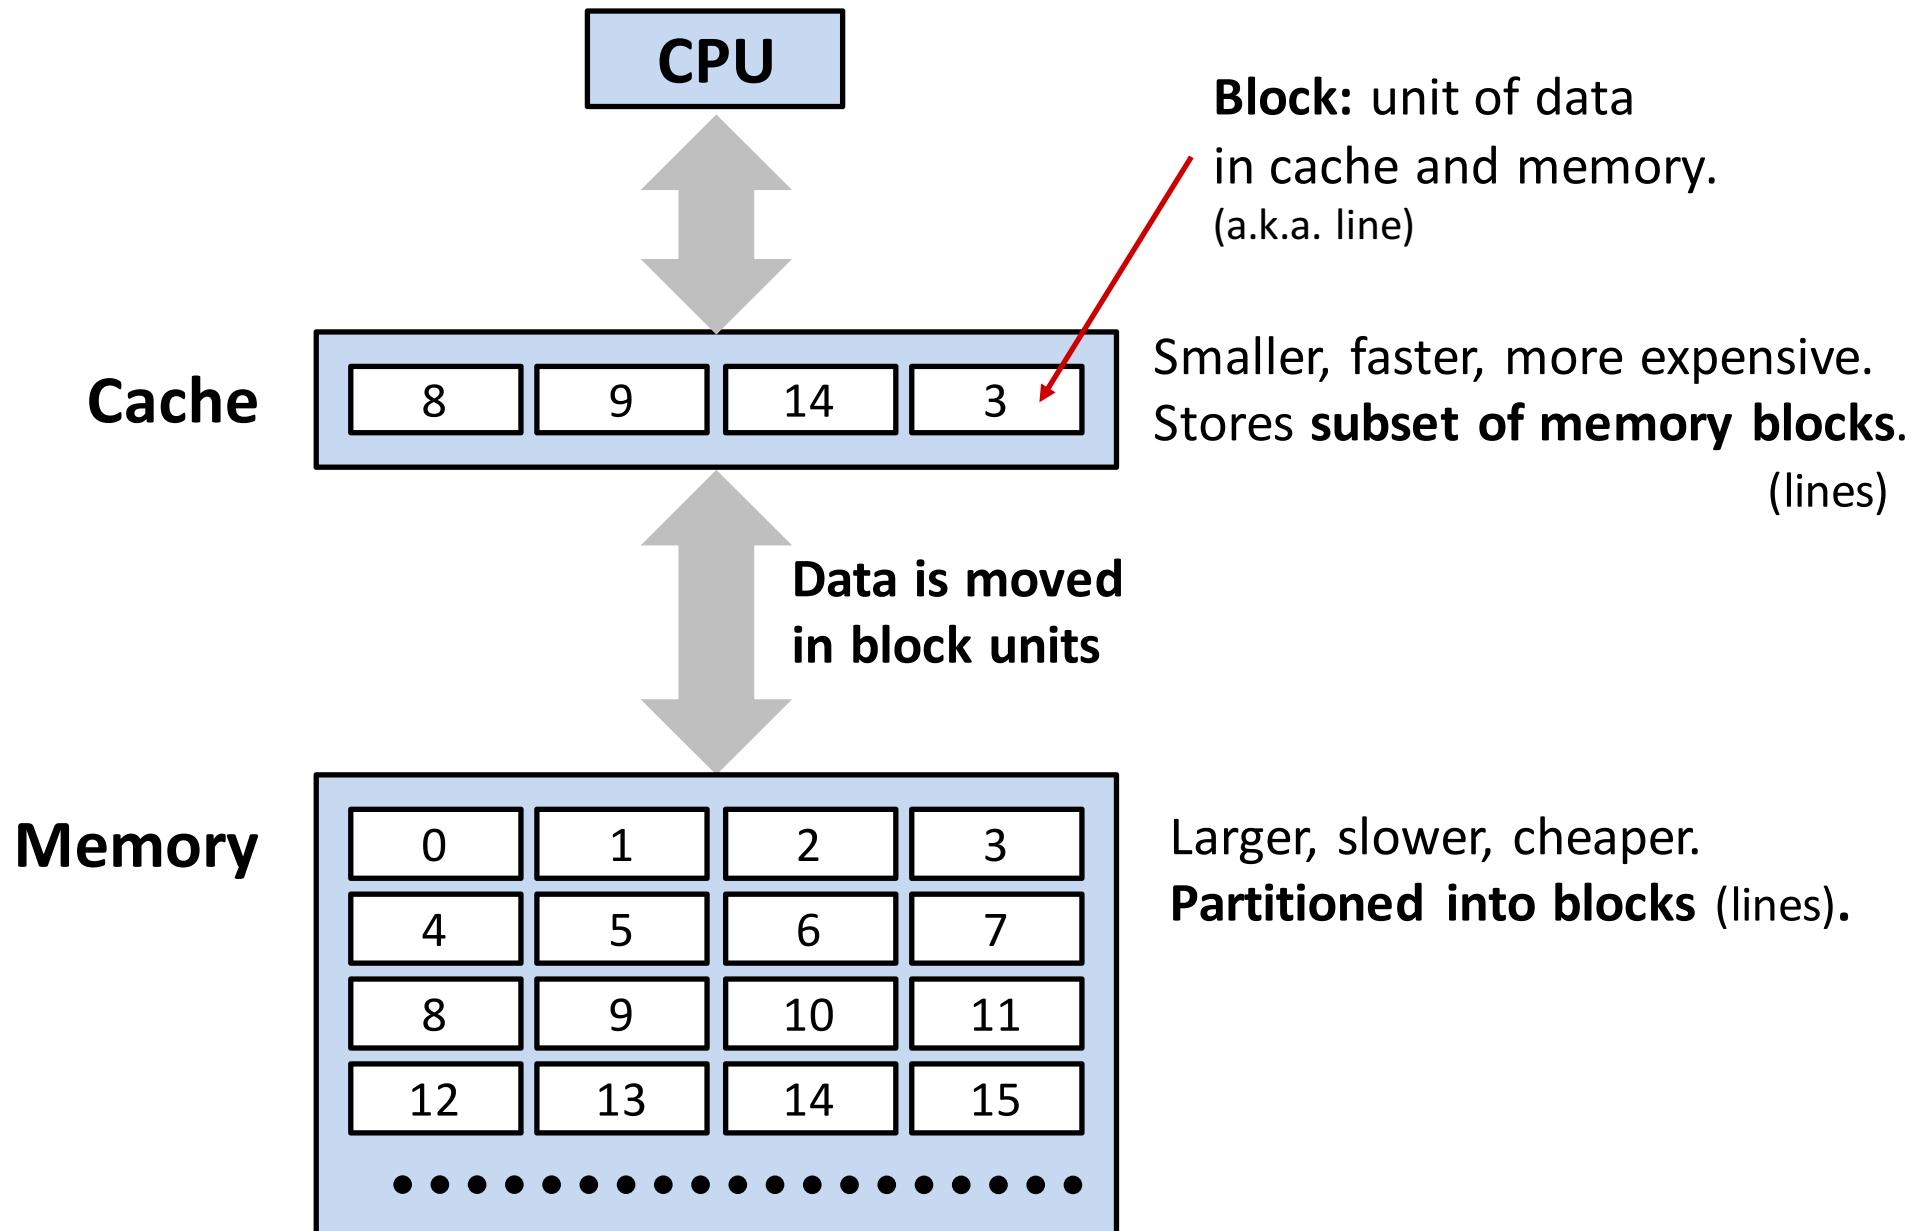 CPU
Block: unit of data
in cache and memory.
(a.k.a. line)
Cache
8 9 14 3
Smaller, faster, more expensive.
Stores subset of memory blocks.
(lines)
Data is moved
in block units
Memory
0 1 2 3
4 5 6 7
8 9 10 11
12 13 14 15
Larger, slower, cheaper.
Partitioned into blocks (lines).